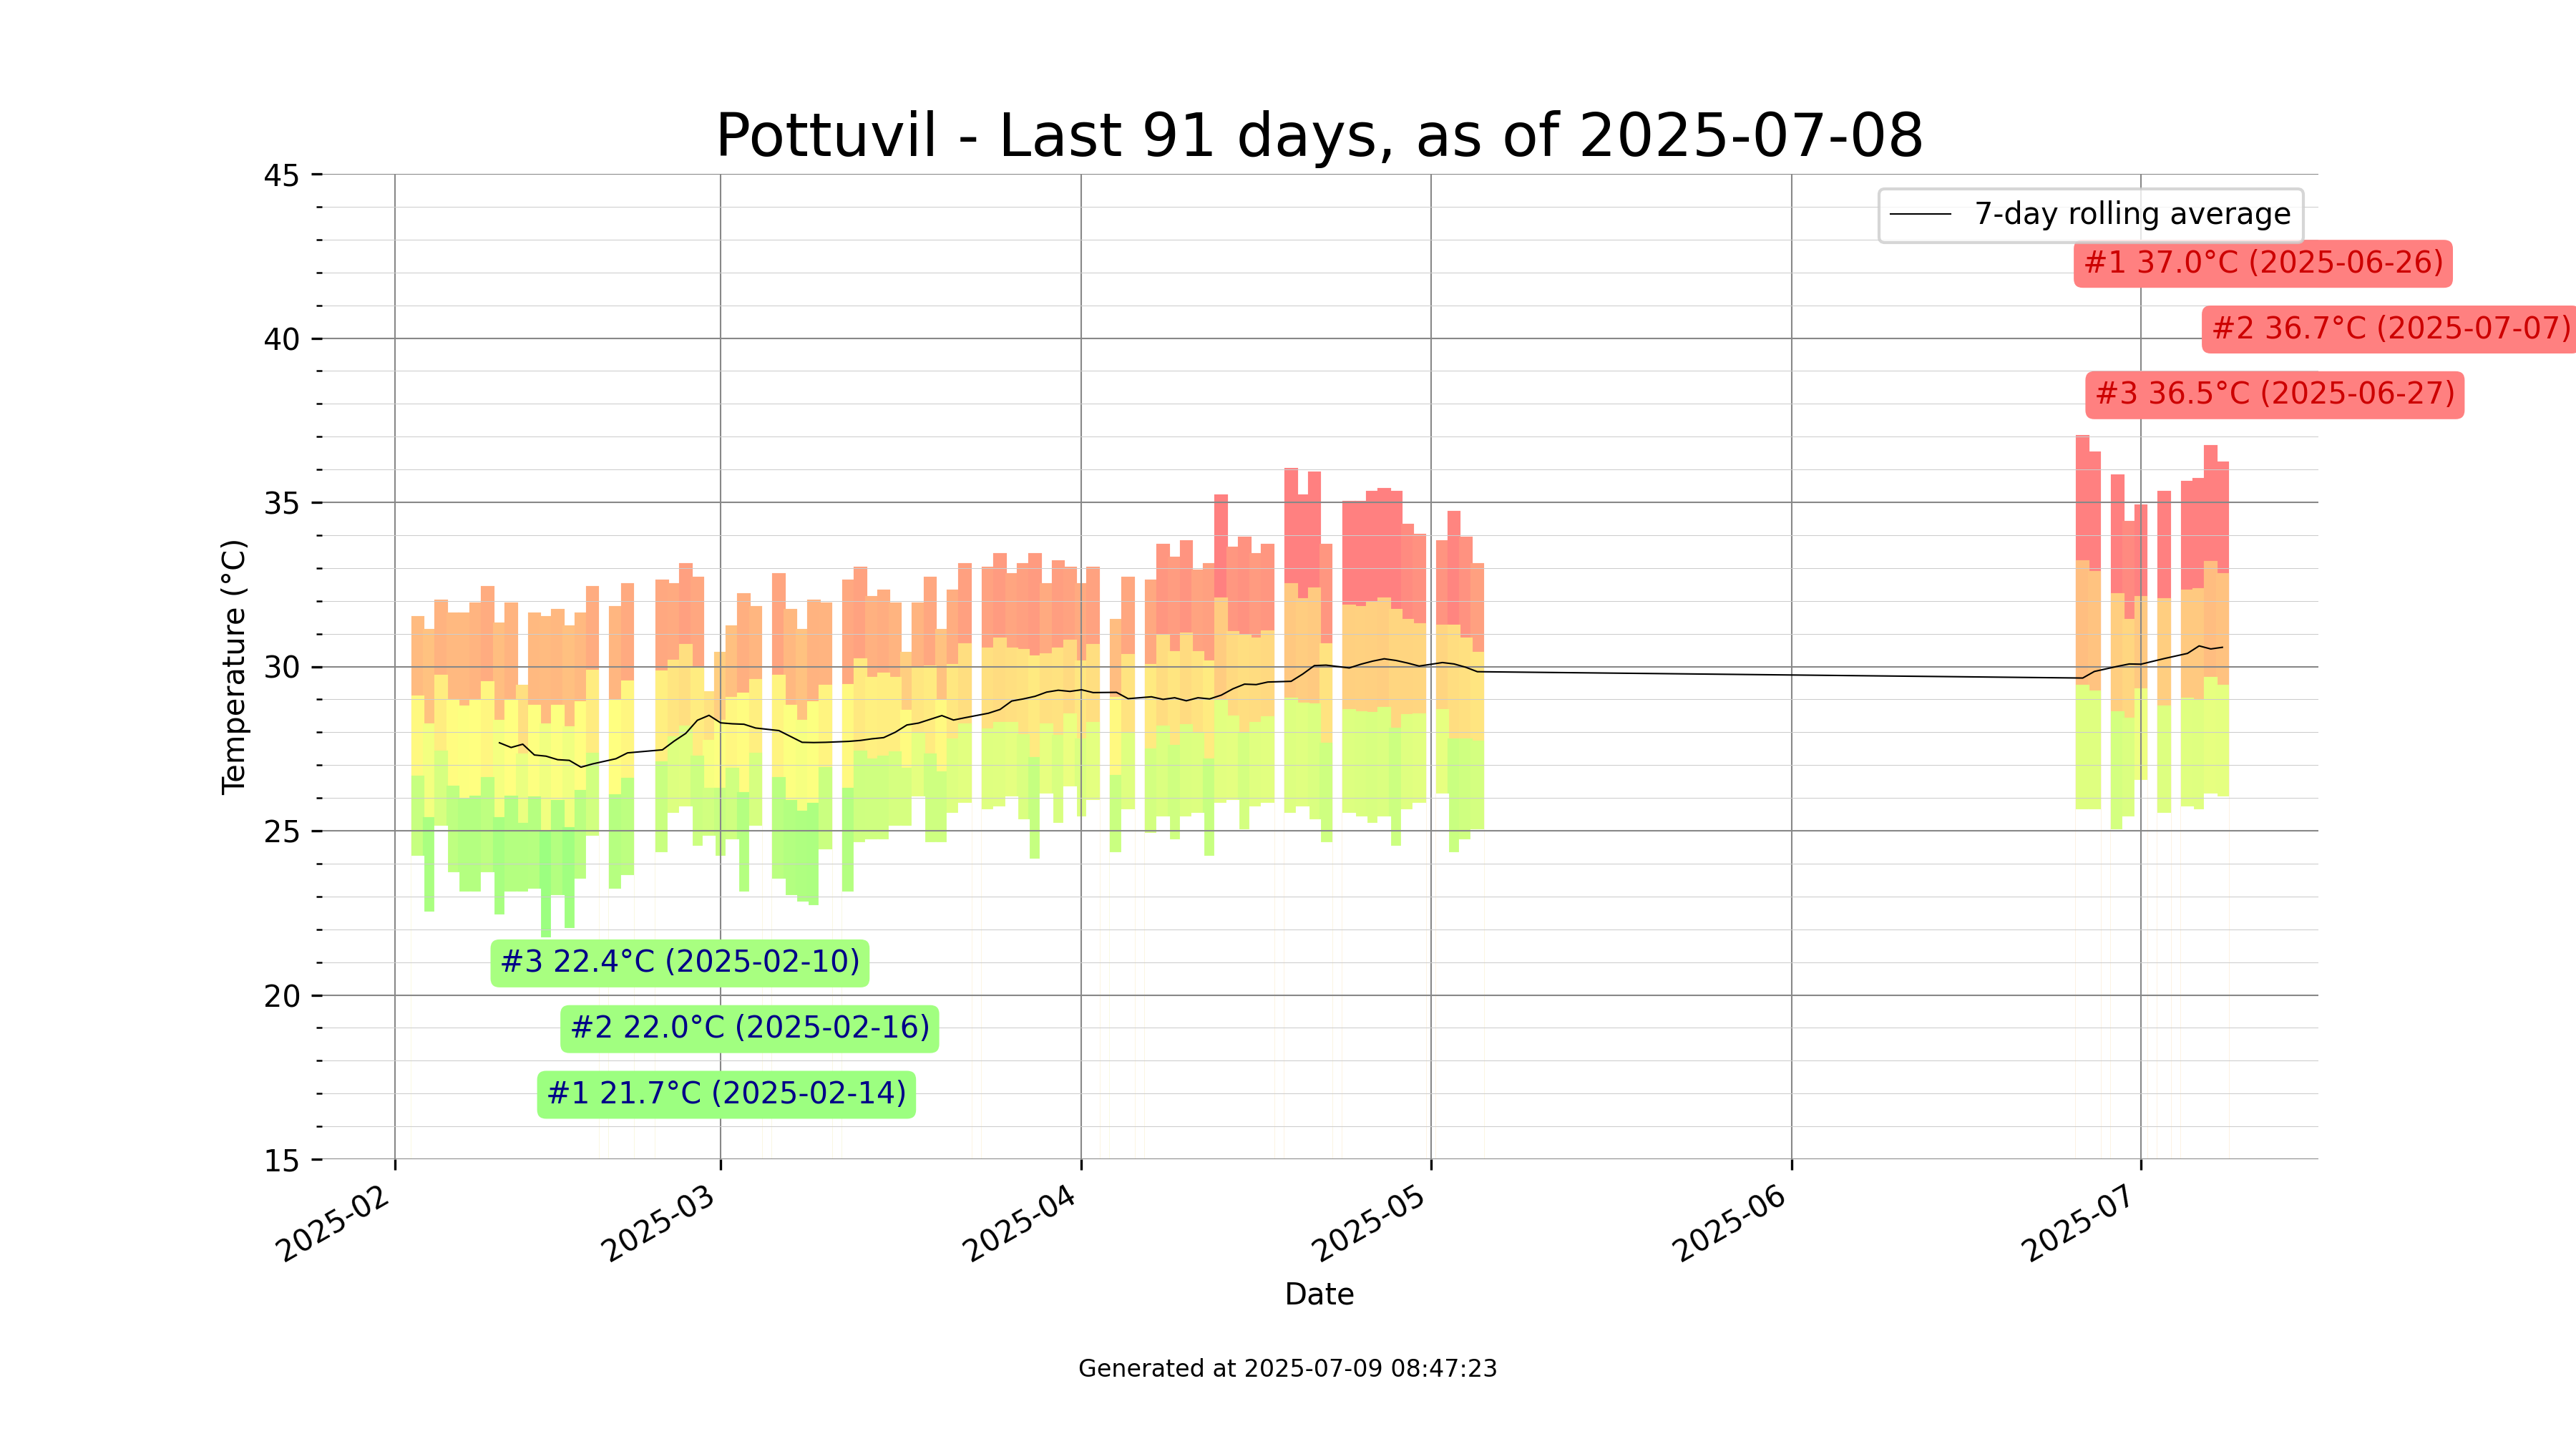 Pottuvil - Last 91 days, as of 2025-07-08
45
7-day rolling average
#1 37.0°C (2025-06-26)
#2 36.7°C (2025-07-07)
40
#3 36.5°C (2025-06-27)
35
Temperature (°C)
30
25
#3 22.4°C (2025-02-10)
20
#2 22.0°C (2025-02-16)
#1 21.7°C (2025-02-14)
15
2025-02
2025-03
2025-04
2025-05
2025-06
2025-07
Date
Generated at 2025-07-09 08:47:23